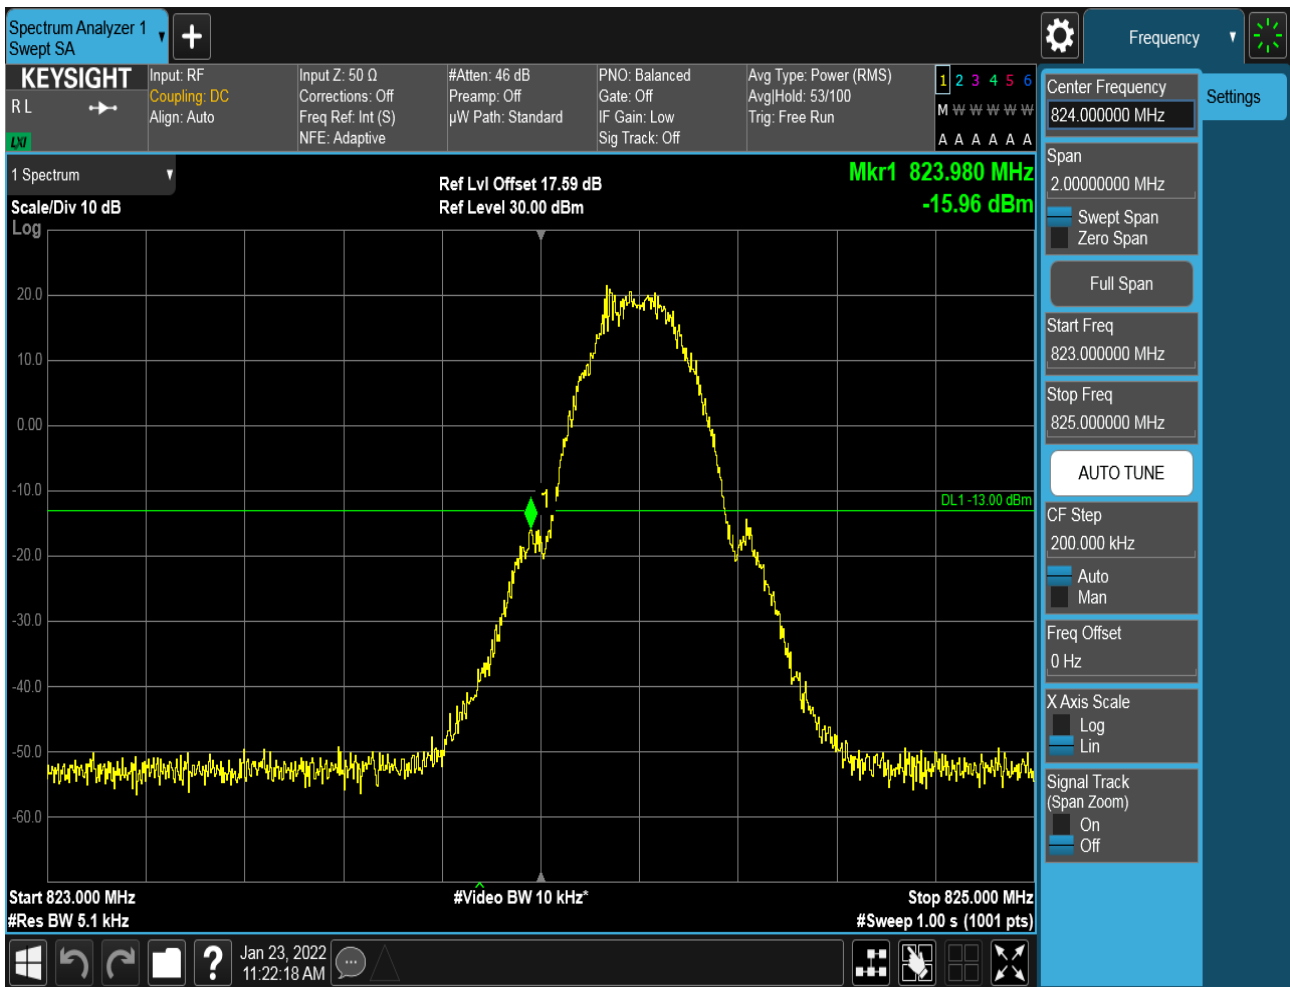 Spectrum Analyzer 1
Swept SA
Frequency
KEYSIGHT
R L
LXI
Input: RF
Coupling: DC
Align: Auto
Input Z: 50 Ω
Corrections: Off
Freq Ref: Int (S)
NFE: Adaptive
#Atten: 46 dB
Preamp: Off
µW Path: Standard
PNO: Balanced
Gate: Off
IF Gain: Low
Sig Track: Off
Avg Type: Power (RMS)
Avg|Hold: 53/100
Trig: Free Run
1 2 3 4 5 6
M W W W W W
A A A A A A
1 Spectrum
Scale/Div 10 dB
Log
Ref Lvl Offset 17.59 dB
Ref Level 30.00 dBm
Mkr1 823.980 MHz
-15.96 dBm
20.0
10.0
0.00
-10.0
-20.0
-30.0
-40.0
-50.0
-60.0
1
DL1 -13.00 dBm
Start 823.000 MHz
#Res BW 5.1 kHz
#Video BW 10 kHz*
Stop 825.000 MHz
#Sweep 1.00 s (1001 pts)
Jan 23, 2022
11:22:18 AM
Center Frequency
824.000000 MHz
Settings
Span
2.00000000 MHz
Swept Span
Zero Span
Full Span
Start Freq
823.000000 MHz
Stop Freq
825.000000 MHz
AUTO TUNE
CF Step
200.000 kHz
Auto
Man
Freq Offset
0 Hz
X Axis Scale
Log
Lin
Signal Track
(Span Zoom)
On
Off